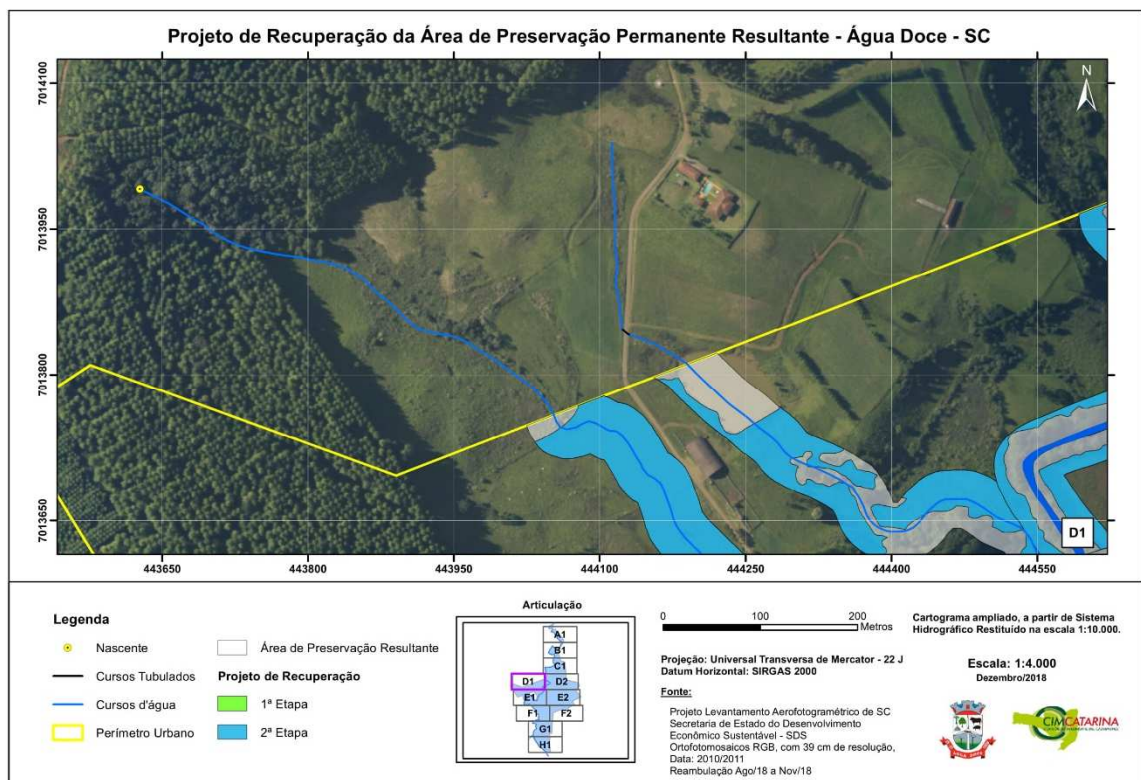 Projeto de Recuperação da Área de Preservação Permanente Resultante - Água Doce - SC
7014100
7013950
7013800
7013650
N
D1
443650
443800
443950
444100
444250
444400
444550
Legenda
Nascente
Cursos Tubulados
Cursos d'água
Perímetro Urbano
Área de Preservação Resultante
Projeto de Recuperação
1ª Etapa
2ª Etapa
Articulação
A1
B1
C1
D1
D2
E1
E2
F1
F2
G1
H1
0
100
200
Metros
Projeção: Universal Transversa de Mercator - 22 J
Datum Horizontal: SIRGAS 2000
Fonte:
Projeto Levantamento Aerofotogramétrico de SC
Secretaria de Estado do Desenvolvimento
Econômico Sustentável - SDS
Ortofotomosaicos RGB, com 39 cm de resolução,
Data: 2010/2011
Reambulação Ago/18 a Nov/18
Cartograma ampliado, a partir de Sistema
Hidrográfico Restituído na escala 1:10.000.
Escala: 1:4.000
Dezembro/2018
CIMCATARINA